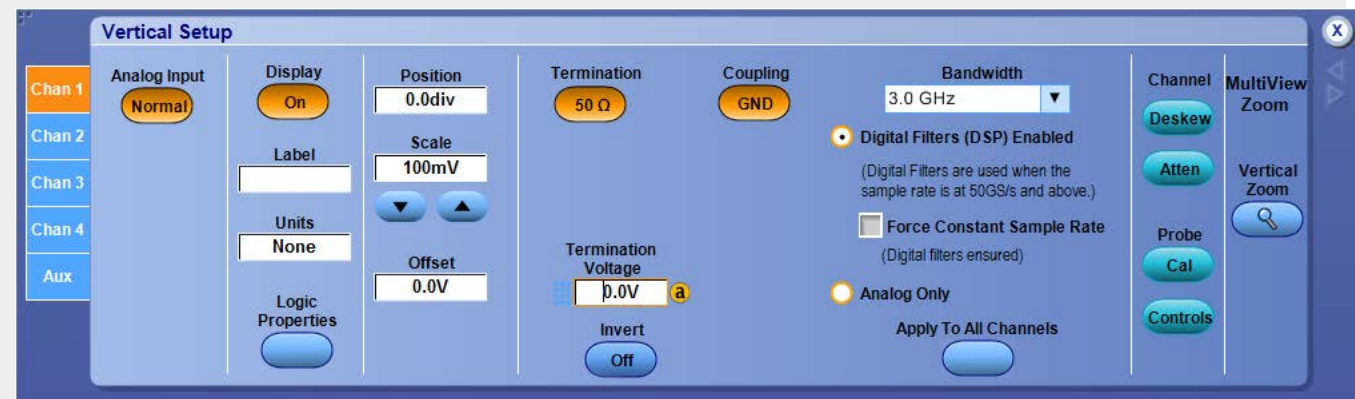 Vertical Setup
X
Chan 1
Chan 2
Chan 3
Chan 4
Aux
Analog Input
Normal
Display
On
Label
Units
None
Logic
Properties
Position
0.0div
Scale
100mV
Offset
0.0V
Termination
50 Ω
Termination
Voltage
0.0V
a
Invert
Off
Coupling
GND
Bandwidth
3.0 GHz
Digital Filters (DSP) Enabled
(Digital Filters are used when the
sample rate is at 50GS/s and above.)
Force Constant Sample Rate
(Digital filters ensured)
Analog Only
Apply To All Channels
Channel
Deskew
Atten
Probe
Cal
Controls
MultiView
Zoom
Vertical
Zoom